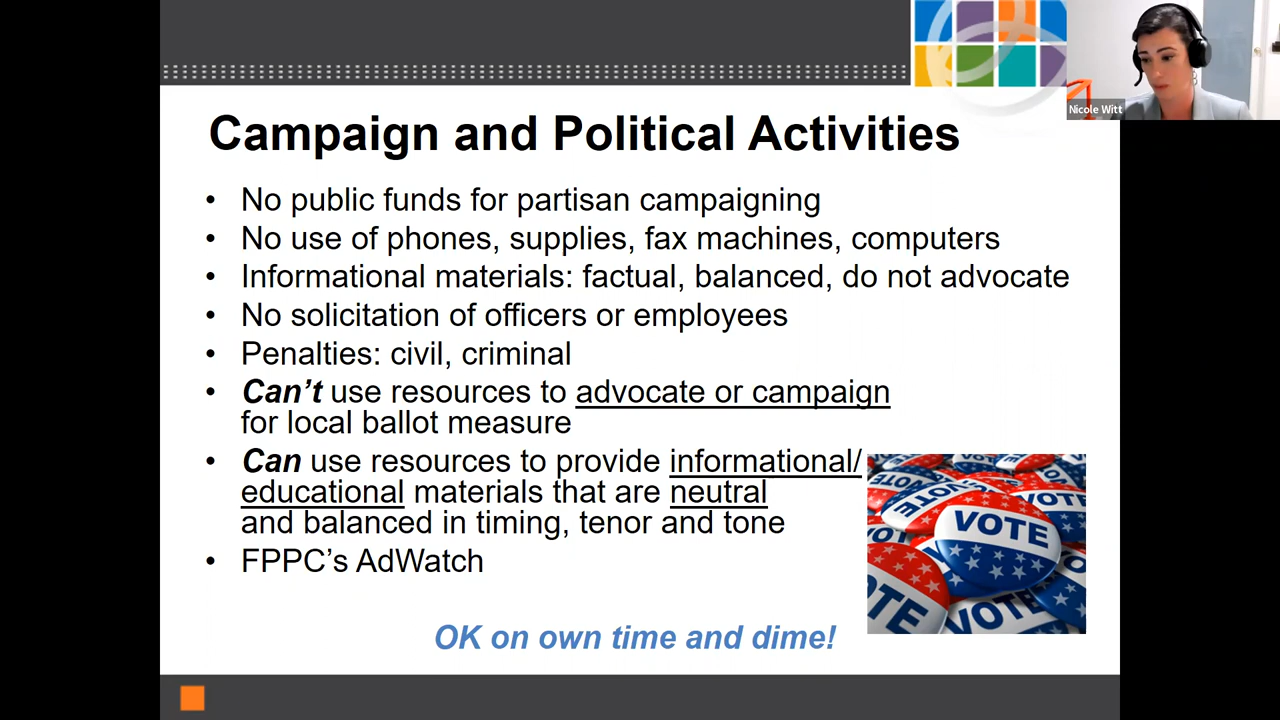 Nicole Witt
Campaign and Political Activities
• No public funds for partisan campaigning
• No use of phones, supplies, fax machines, computers
• Informational materials: factual, balanced, do not advocate
• No solicitation of officers or employees
• Penalties: civil, criminal
• Can’t use resources to advocate or campaign
for local ballot measure
• Can use resources to provide informational/
educational materials that are neutral
and balanced in timing, tenor and tone
• FPPC’s AdWatch
VOTE
VOTE
VOTE
OK on own time and dime!